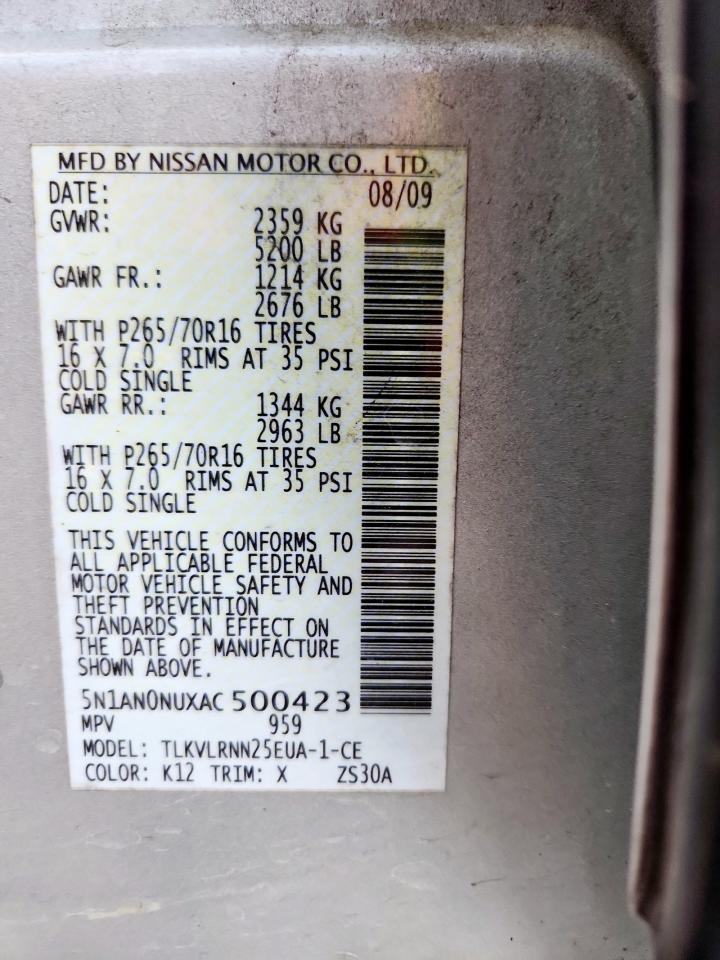 MFD BY NISSAN MOTOR CO., LTD.
DATE: 08/09
GVWR: 2359 KG
5200 LB
GAWR FR.: 1214 KG
2676 LB
WITH P265/70R16 TIRES
16 X 7.0 RIMS AT 35 PSI
COLD SINGLE
GAWR RR.: 1344 KG
2963 LB
WITH P265/70R16 TIRES
16 X 7.0 RIMS AT 35 PSI
COLD SINGLE
THIS VEHICLE CONFORMS TO
ALL APPLICABLE FEDERAL
MOTOR VEHICLE SAFETY AND
THEFT PREVENTION
STANDARDS IN EFFECT ON
THE DATE OF MANUFACTURE
SHOWN ABOVE.
5N1AN0NUXAC 500423
MPV 959
MODEL: TLKVLRNN25EUA-1-CE
COLOR: K12 TRIM: X ZS30A